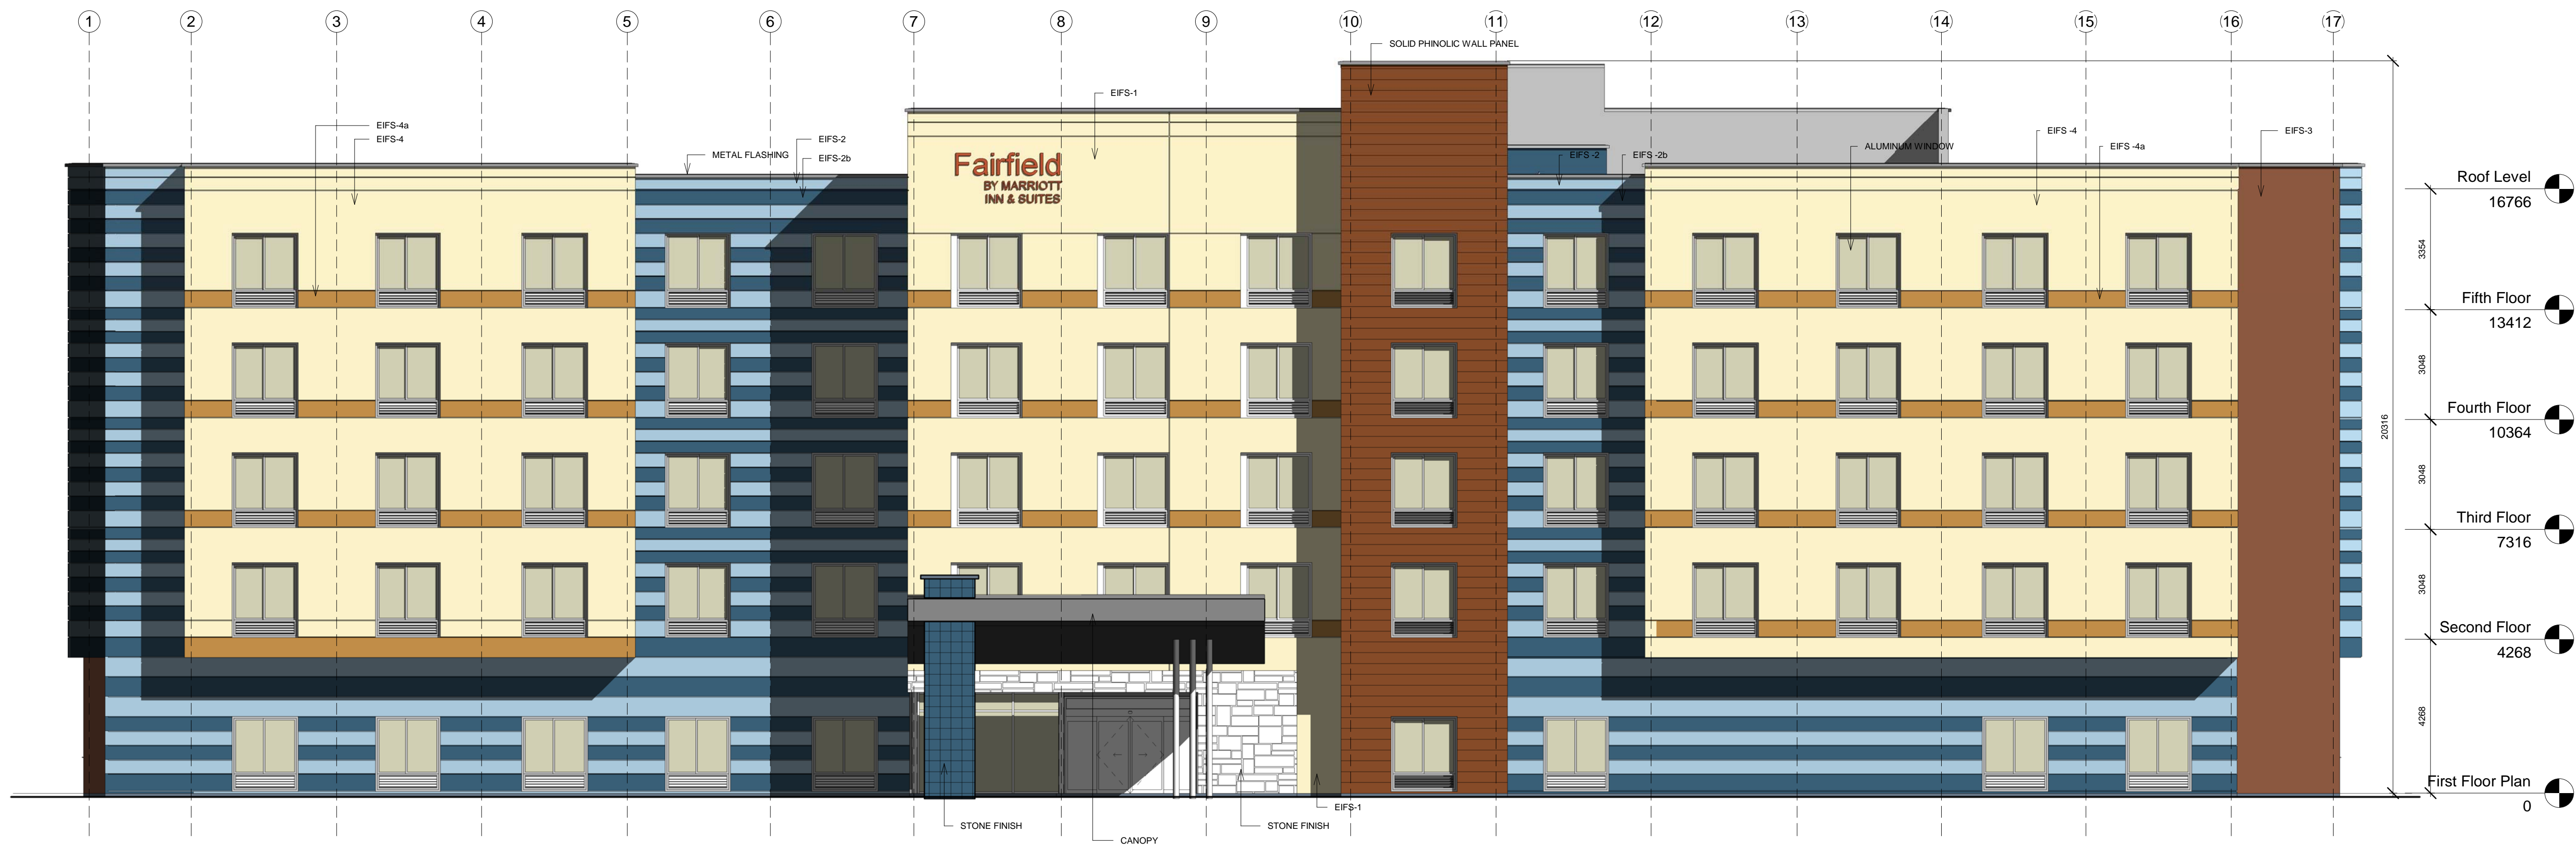 1 2 3 4 5 6 7 8 9 10 11 12 13 14 15 16 17
SOLID PHINOLIC WALL PANEL
EIFS-1
EIFS-4a
EIFS-4
METAL FLASHING
EIFS-2
EIFS-2b
Fairfield
BY MARRIOTT
INN & SUITES
EIFS -2
EIFS -2b
ALUMINUM WINDOW
EIFS -4
EIFS -4a
EIFS-3
Roof Level
16766
3354
Fifth Floor
13412
3048
Fourth Floor
10364
20316
3048
Third Floor
7316
3048
Second Floor
4268
4268
First Floor Plan
0
EIFS-1
STONE FINISH
STONE FINISH
CANOPY